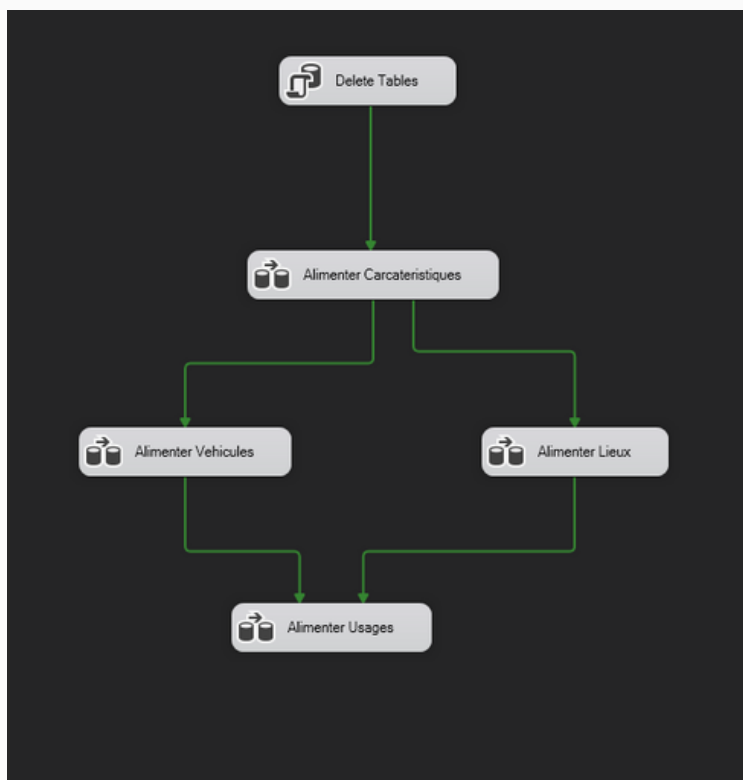 Delete Tables
Alimenter Carcateristiques
Alimenter Vehicules
Alimenter Lieux
Alimenter Usages